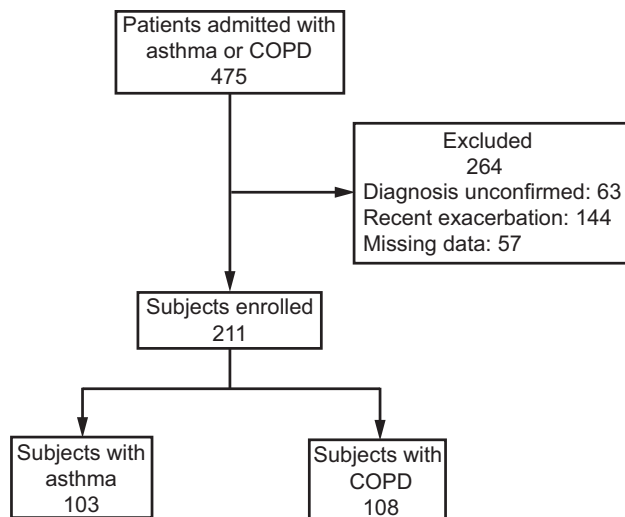 Patients admitted with
asthma or COPD
475
Excluded
264
Diagnosis unconfirmed: 63
Recent exacerbation: 144
Missing data: 57
Subjects enrolled
211
Subjects with
asthma
103
Subjects with
COPD
108